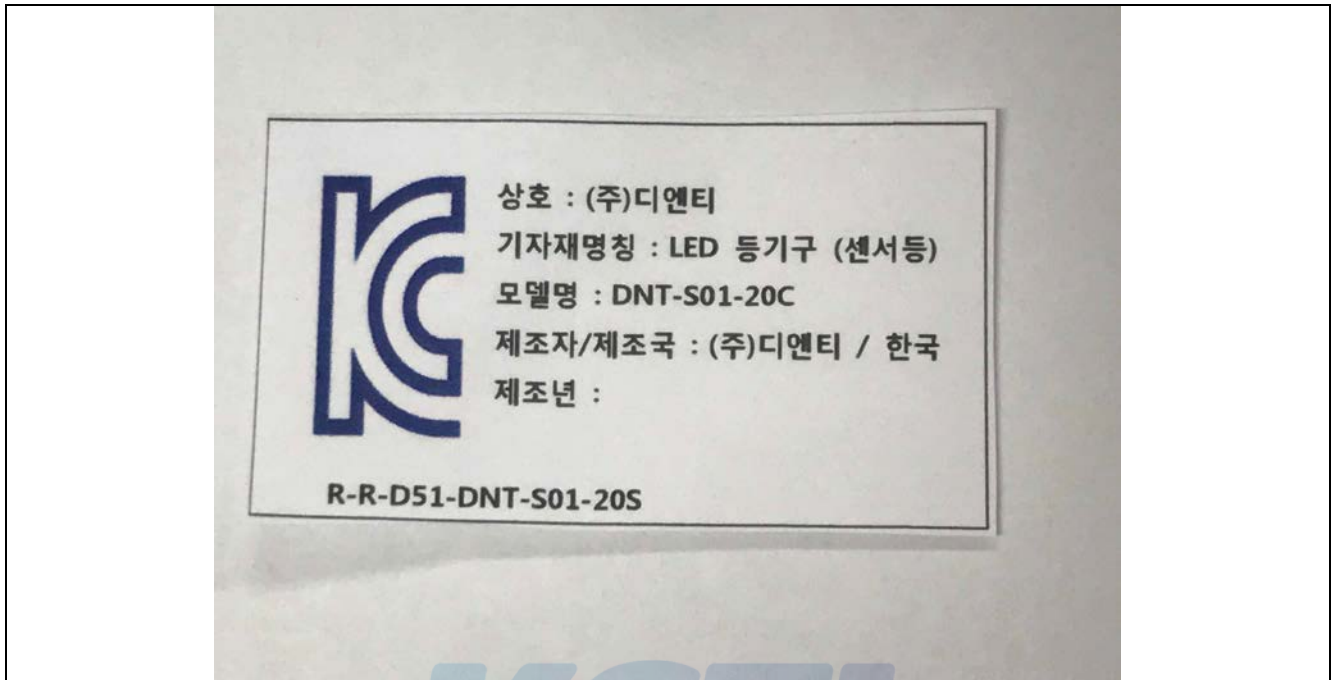 상호 : (주)디엔티
기자재명칭 : LED 등기구 (센서등)
모델명 : DNT-S01-20C
제조자/제조국 : (주)디엔티 / 한국
제조년 :
R-R-D51-DNT-S01-20S